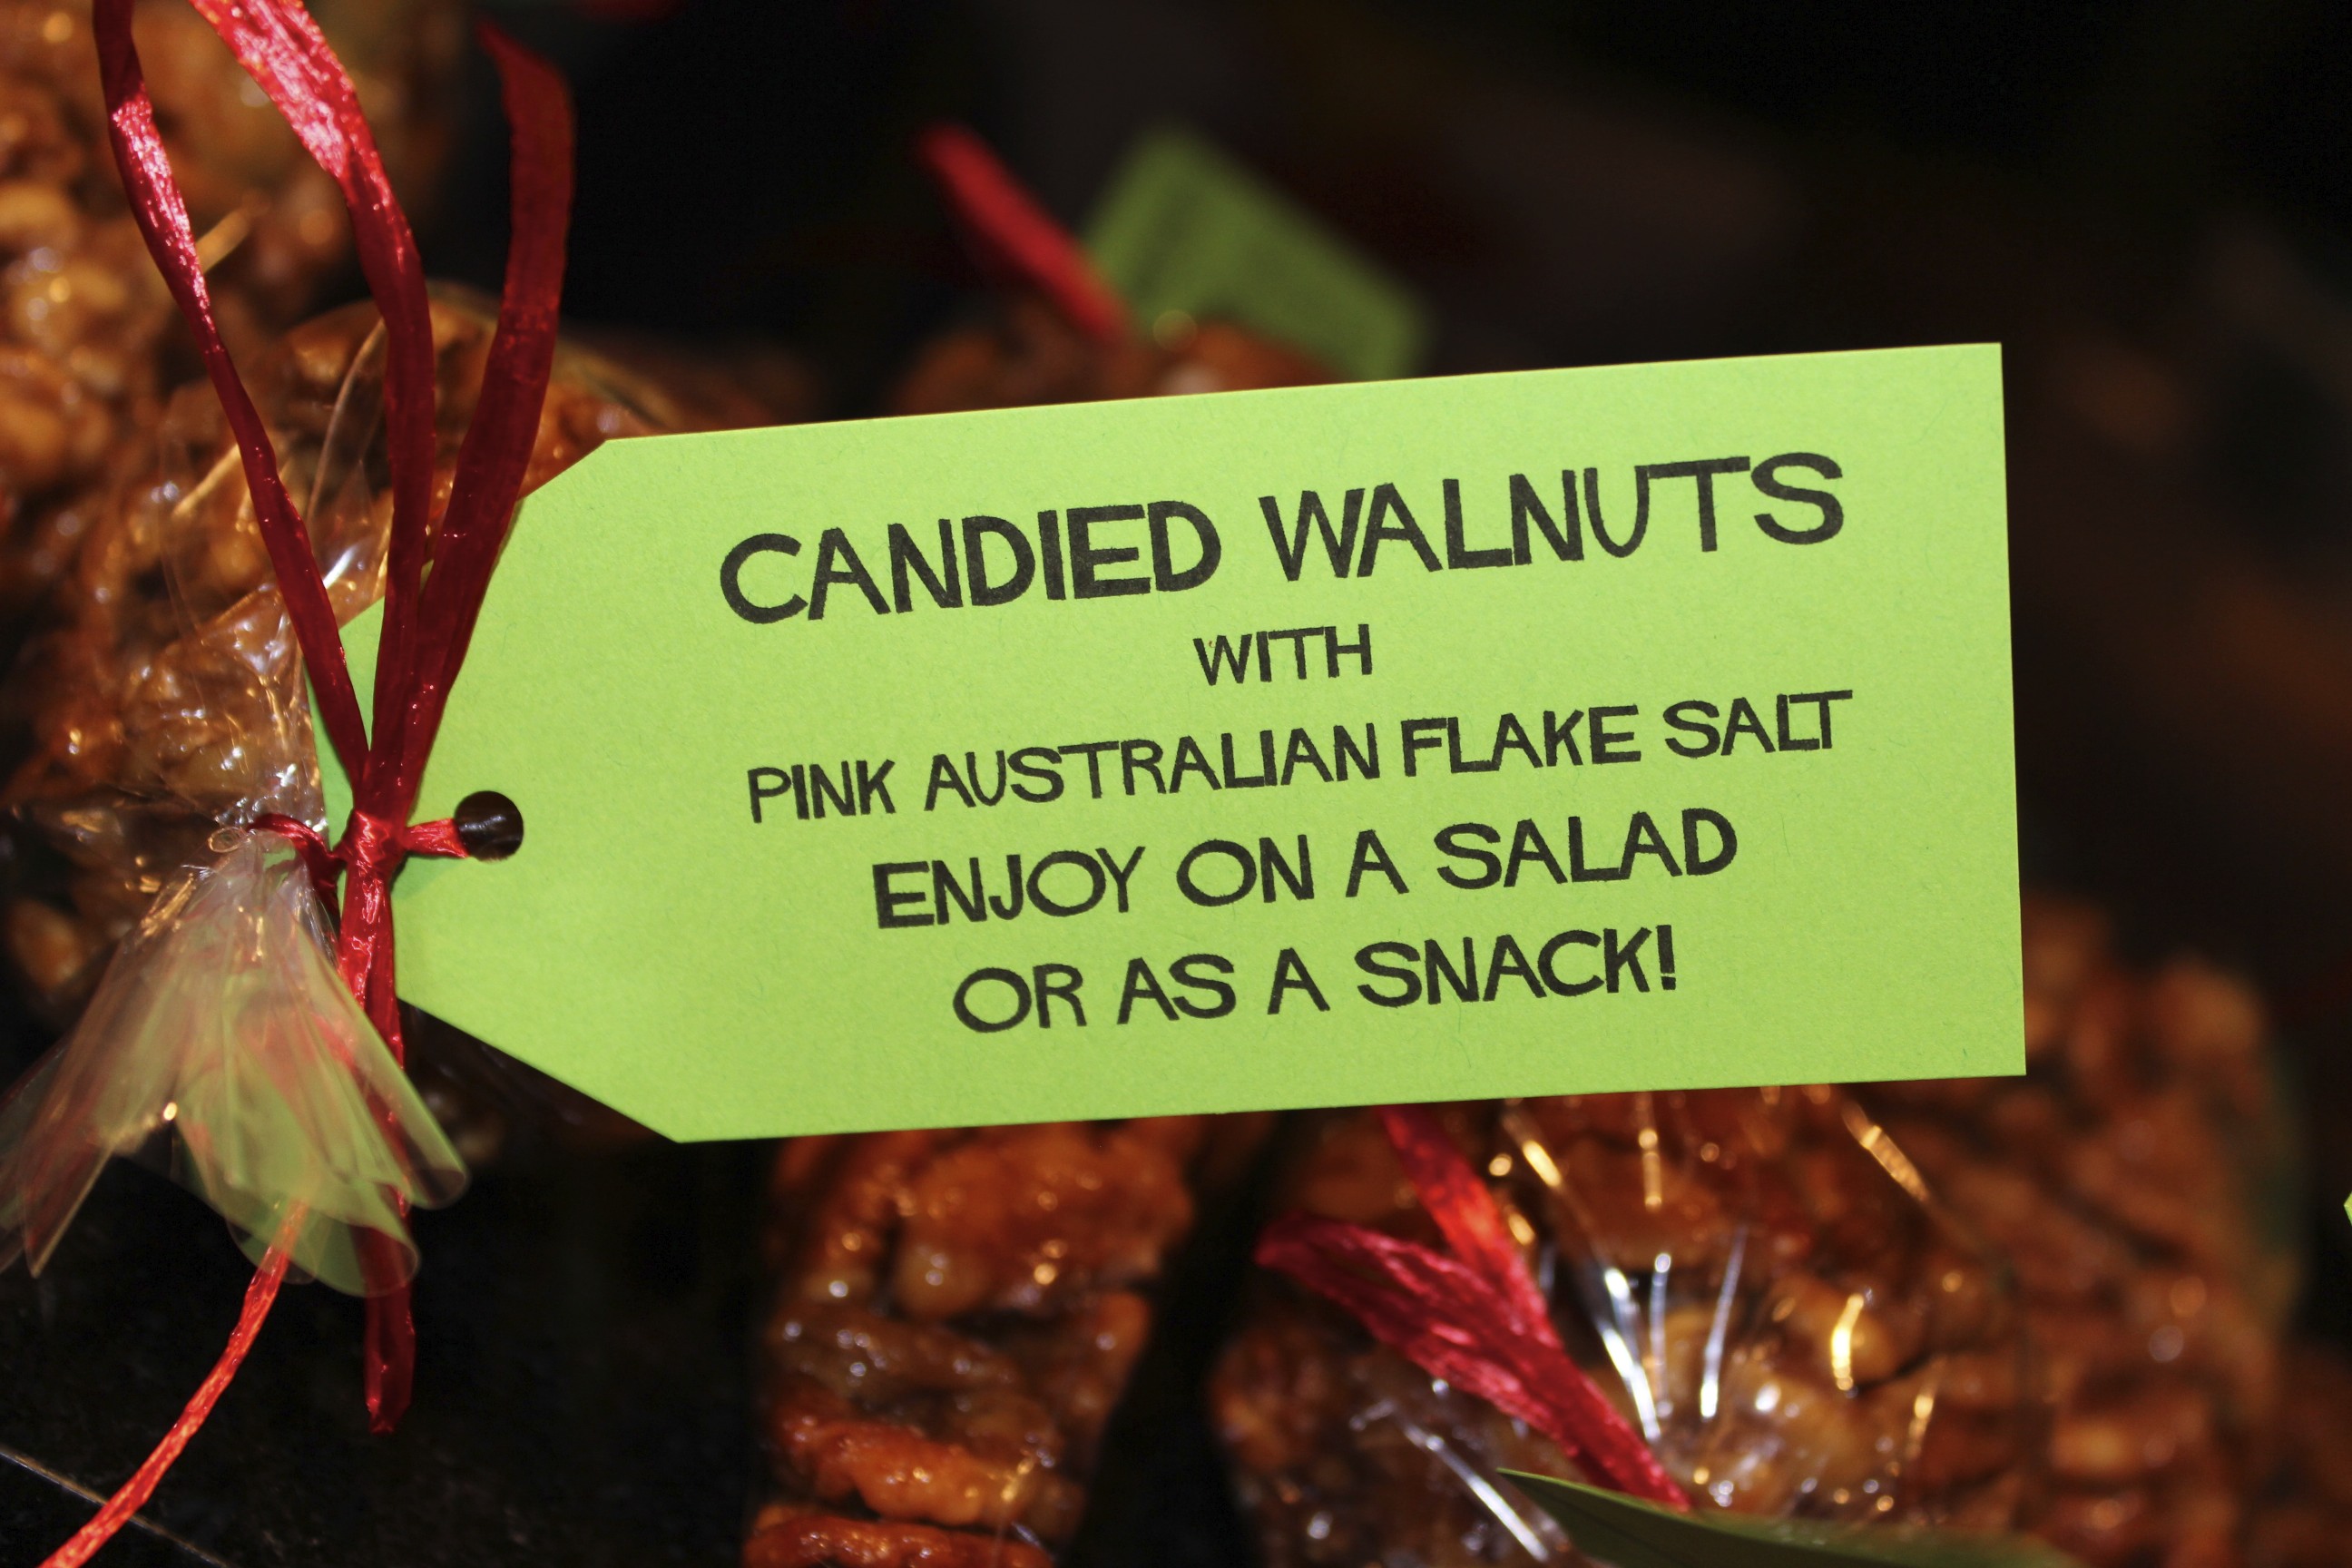 CANDIED WALNUTS
WITH
PINK AUSTRALIAN FLAKE SALT
ENJOY ON A SALAD
OR AS A SNACK!